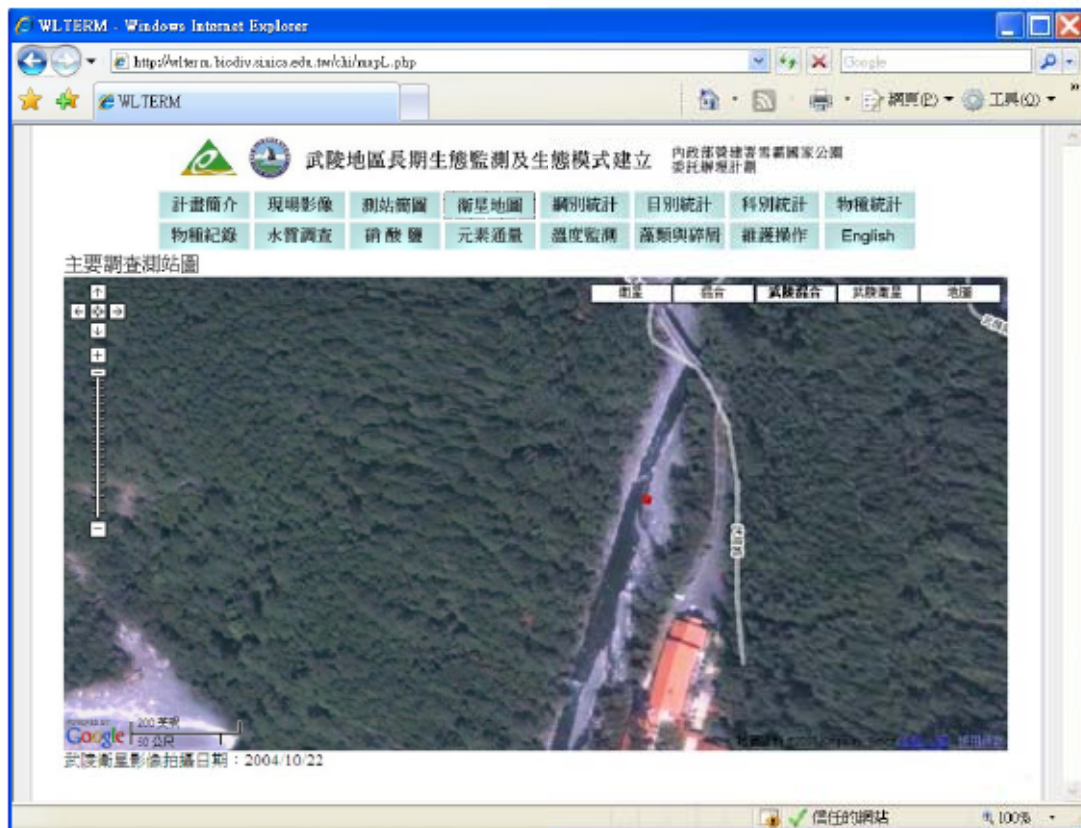 WLTERM - Windows Internet Explorer
http://wlterm.biodiv.sinica.edu.tw/chi/mapL.php
Google
WLTERM
網頁(P)
工具(O)
武陵地區長期生態監測及生態模式建立
內政部營建署雪霸國家公園
委託辦理計劃
計畫簡介 現場影像 測站簡圖 衛星地圖 綱別統計 目別統計 科別統計 物種統計
物種紀錄 水質調查 硝酸鹽 元素通量 溫度監測 藻類與碎屑 維護操作 English
主要調查測站圖
衛星 混合 武陵混合 武陵衛星 地圖
POWERED BY
Google
200 英呎
50 公尺
武陵衛星影像拍攝日期：2004/10/22
信任的網站
100%